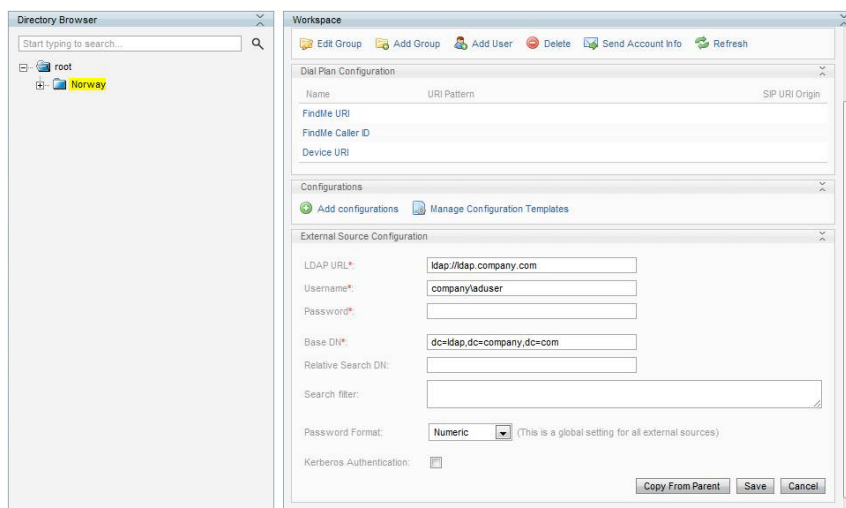 Directory Browser
Start typing to search...
root
Norway
Workspace
Edit Group Add Group Add User Delete Send Account Info Refresh
Dial Plan Configuration
Name URI Pattern SIP URI Origin
FindMe URI
FindMe Caller ID
Device URI
Configurations
Add configurations Manage Configuration Templates
External Source Configuration
LDAP URL*: ldap://ldap.company.com
Username*: company\aduser
Password*:
Base DN*: dc=ldap,dc=company,dc=com
Relative Search DN:
Search filter:
Password Format: Numeric (This is a global setting for all external sources)
Kerberos Authentication:
Copy From Parent Save Cancel